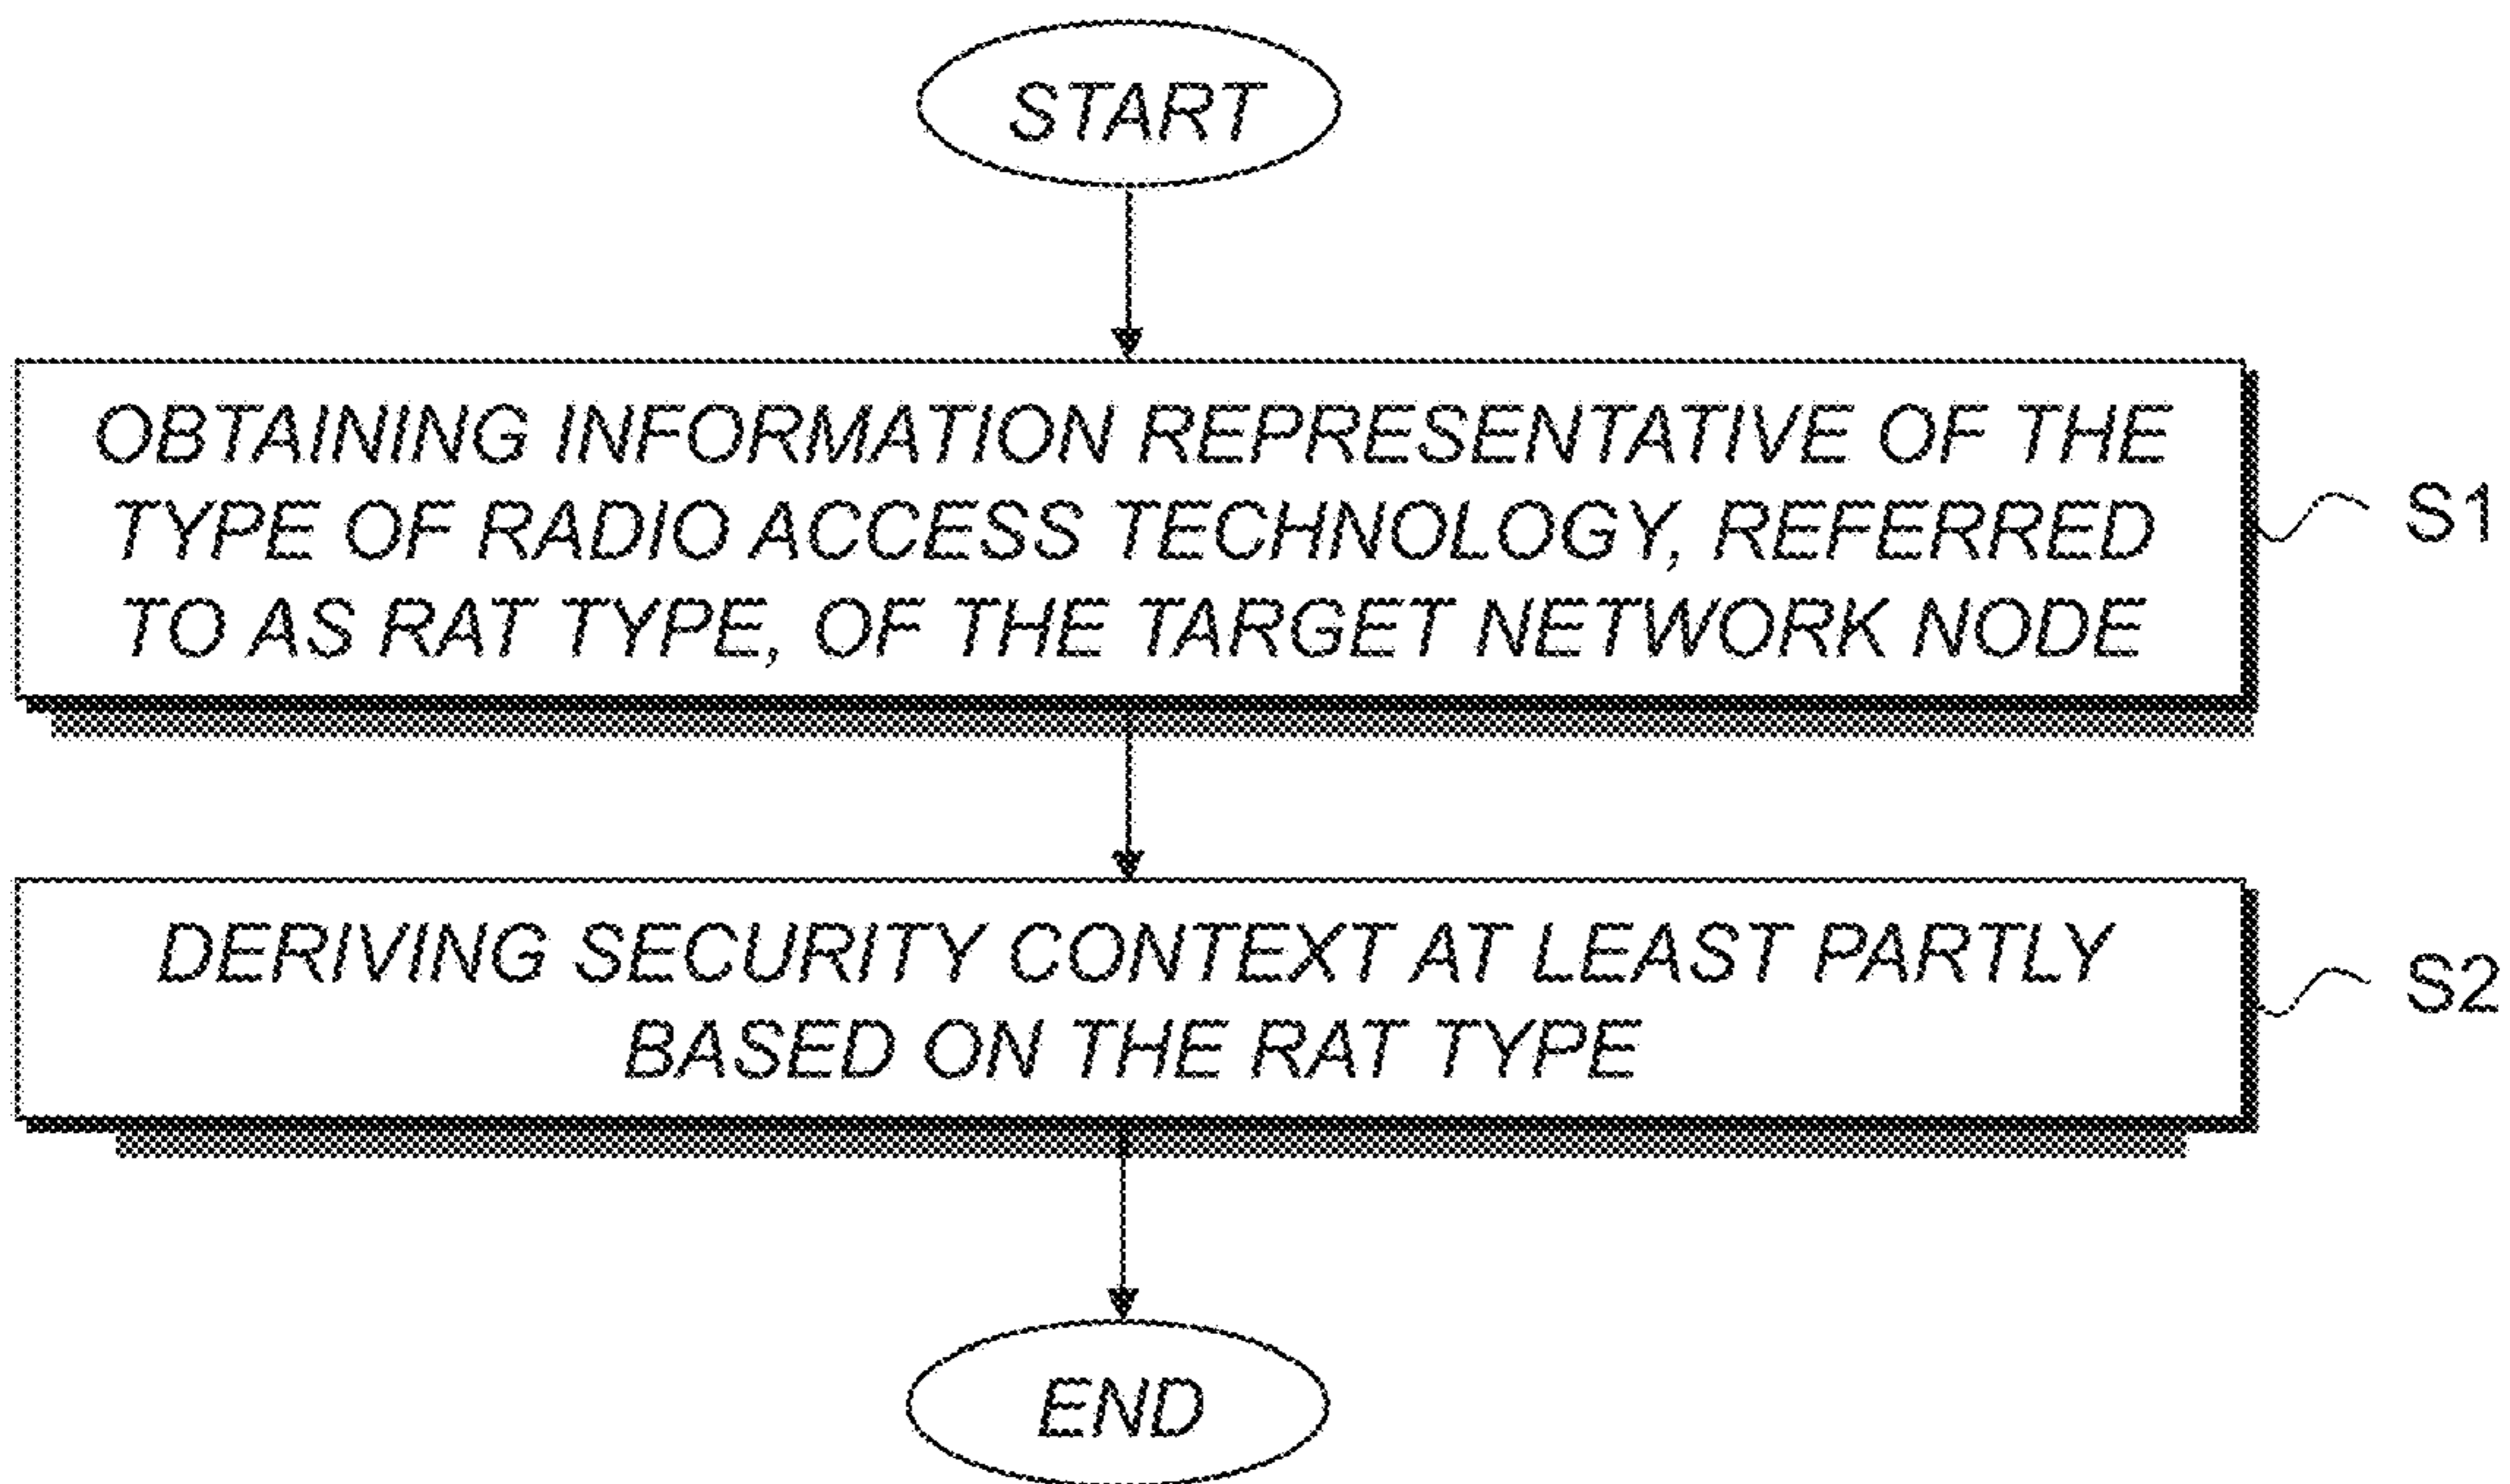 START
OBTAINING INFORMATION REPRESENTATIVE OF THE
TYPE OF RADIO ACCESS TECHNOLOGY, REFERRED
TO AS RAT TYPE, OF THE TARGET NETWORK NODE
S1
DERIVING SECURITY CONTEXT AT LEAST PARTLY
BASED ON THE RAT TYPE
S2
END